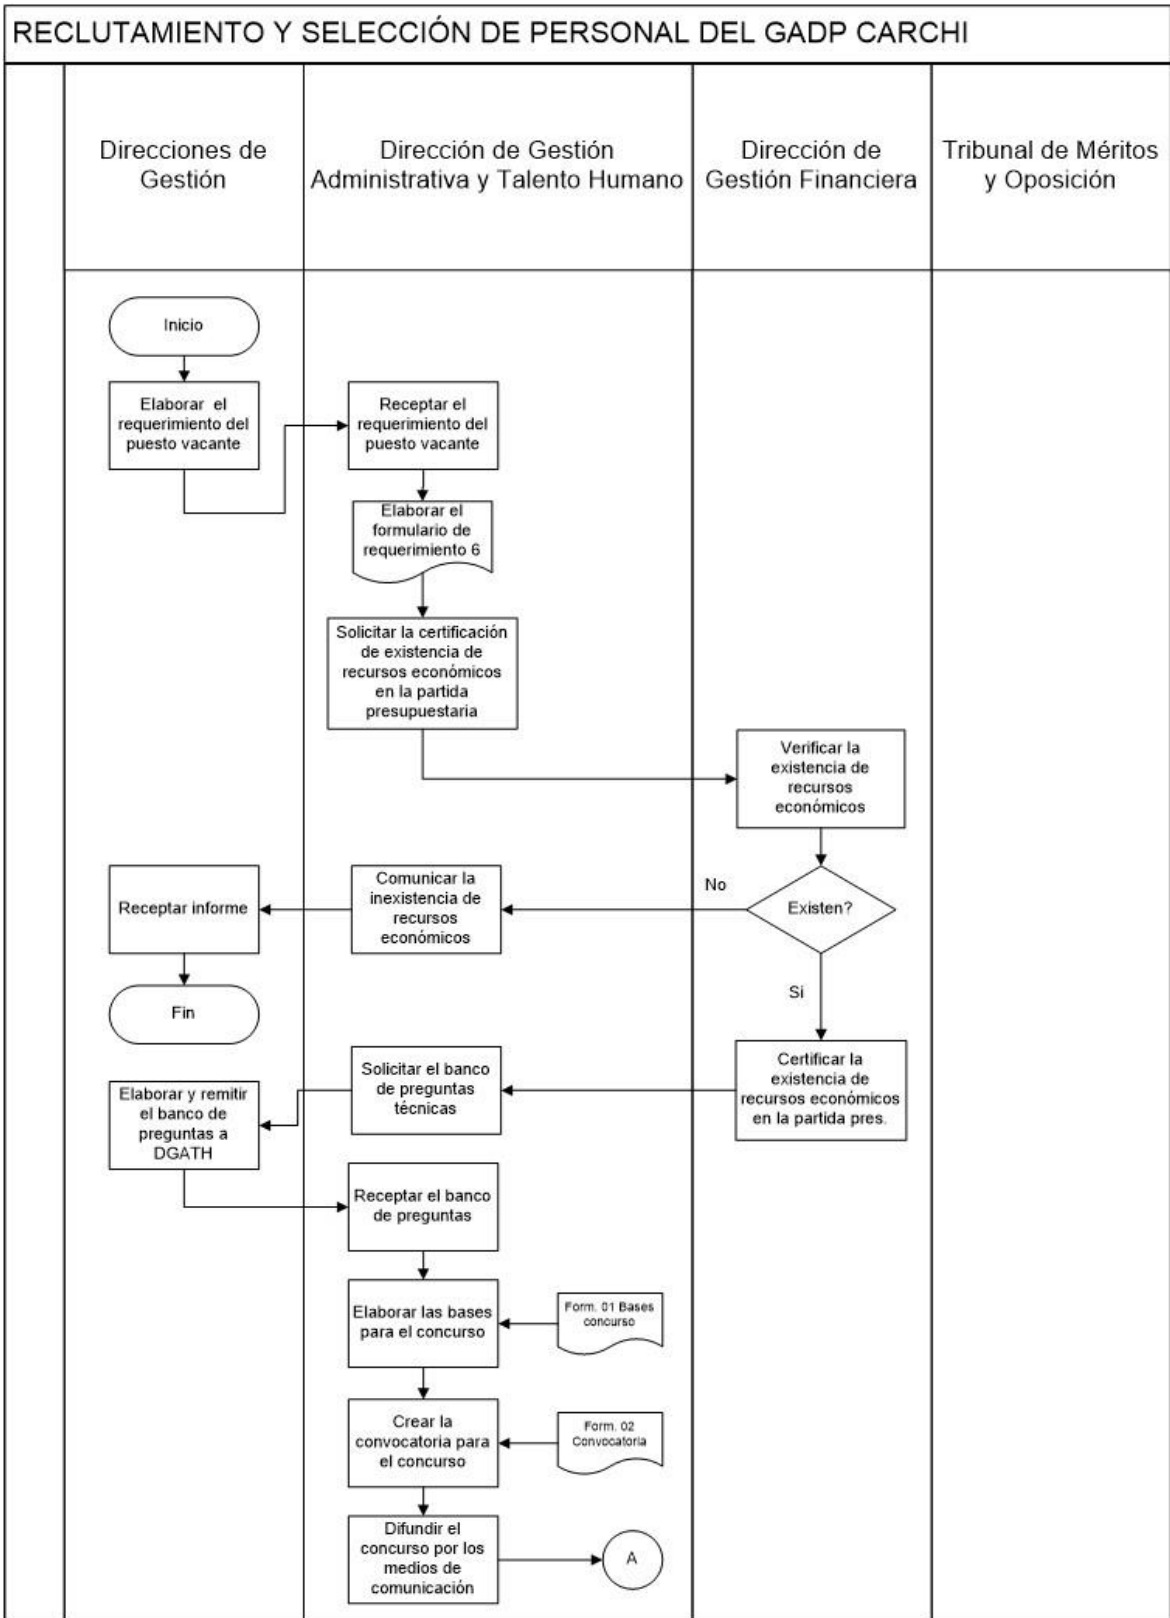 RECLUTAMIENTO Y SELECCIÓN DE PERSONAL DEL GADP CARCHI
Direcciones de
Gestión
Dirección de Gestión
Administrativa y Talento Humano
Dirección de
Gestión Financiera
Tribunal de Méritos
y Oposición
Inicio
Elaborar el
requerimiento del
puesto vacante
Receptar el
requerimiento del
puesto vacante
Elaborar el
formulario de
requerimiento 6
Solicitar la certificación
de existencia de
recursos económicos
en la partida
presupuestaria
Verificar la
existencia de
recursos
económicos
Existen?
No
Comunicar la
inexistencia de
recursos
económicos
Receptar informe
Fin
Si
Certificar la
existencia de
recursos económicos
en la partida pres.
Solicitar el banco
de preguntas
técnicas
Elaborar y remitir
el banco de
preguntas a
DGATH
Receptar el banco
de preguntas
Elaborar las bases
para el concurso
Form. 01 Bases
concurso
Crear la
convocatoria para
el concurso
Form. 02
Convocatoria
Difundir el
concurso por los
medios de
comunicación
A